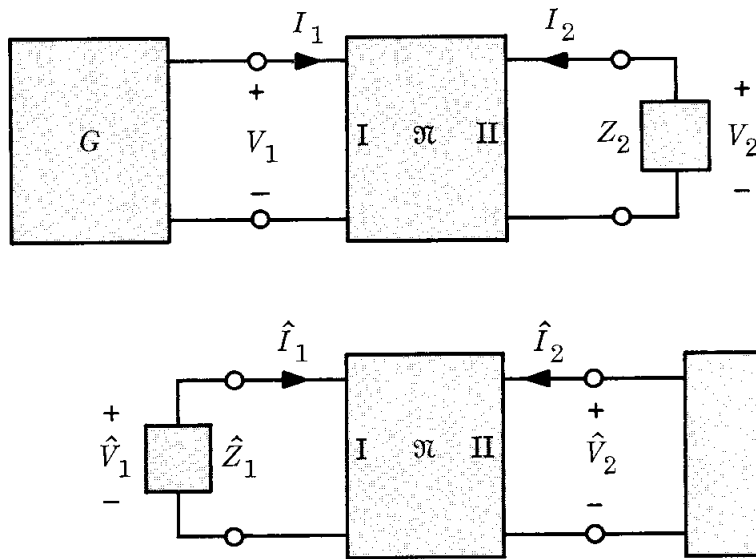 I₁ I₂
+ +
G V₁ I 𝔑 II Z₂ V₂
− −
Î₁ Î₂
+ +
V̂₁ Ẑ₁ I 𝔑 II V̂₂
− −